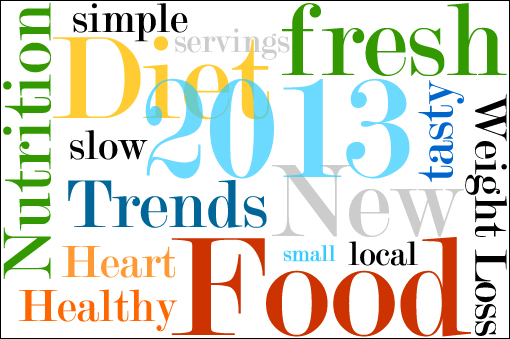 simple
servings
fresh
Nutrition
Diet
2013
tasty
slow
Weight Loss
Trends
New
Heart
Healthy
small
local
Food